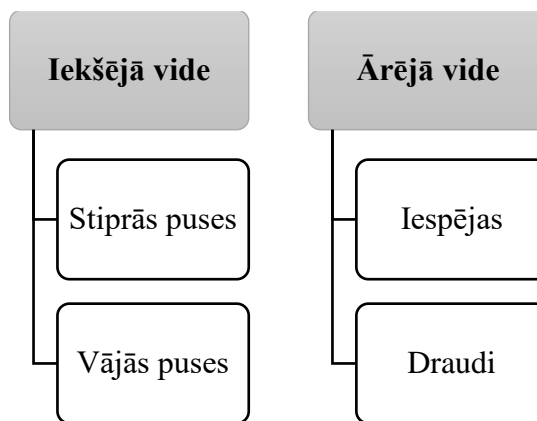 Iekšējā vide
Stiprās puses
Vājās puses
Ārējā vide
Iespējas
Draudi